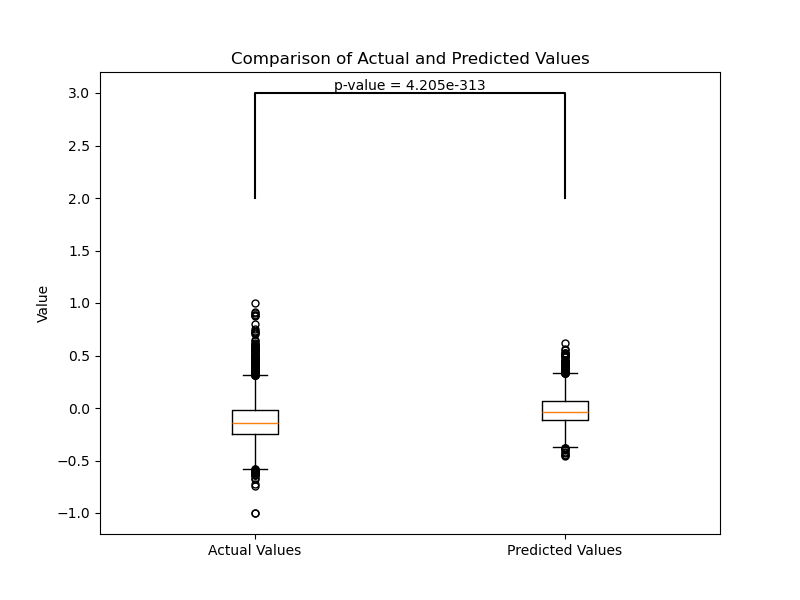 Comparison of Actual and Predicted Values
p-value = 4.205e-313
3.0
2.5
2.0
1.5
1.0
0.5
0.0
−0.5
−1.0
Value
Actual Values
Predicted Values